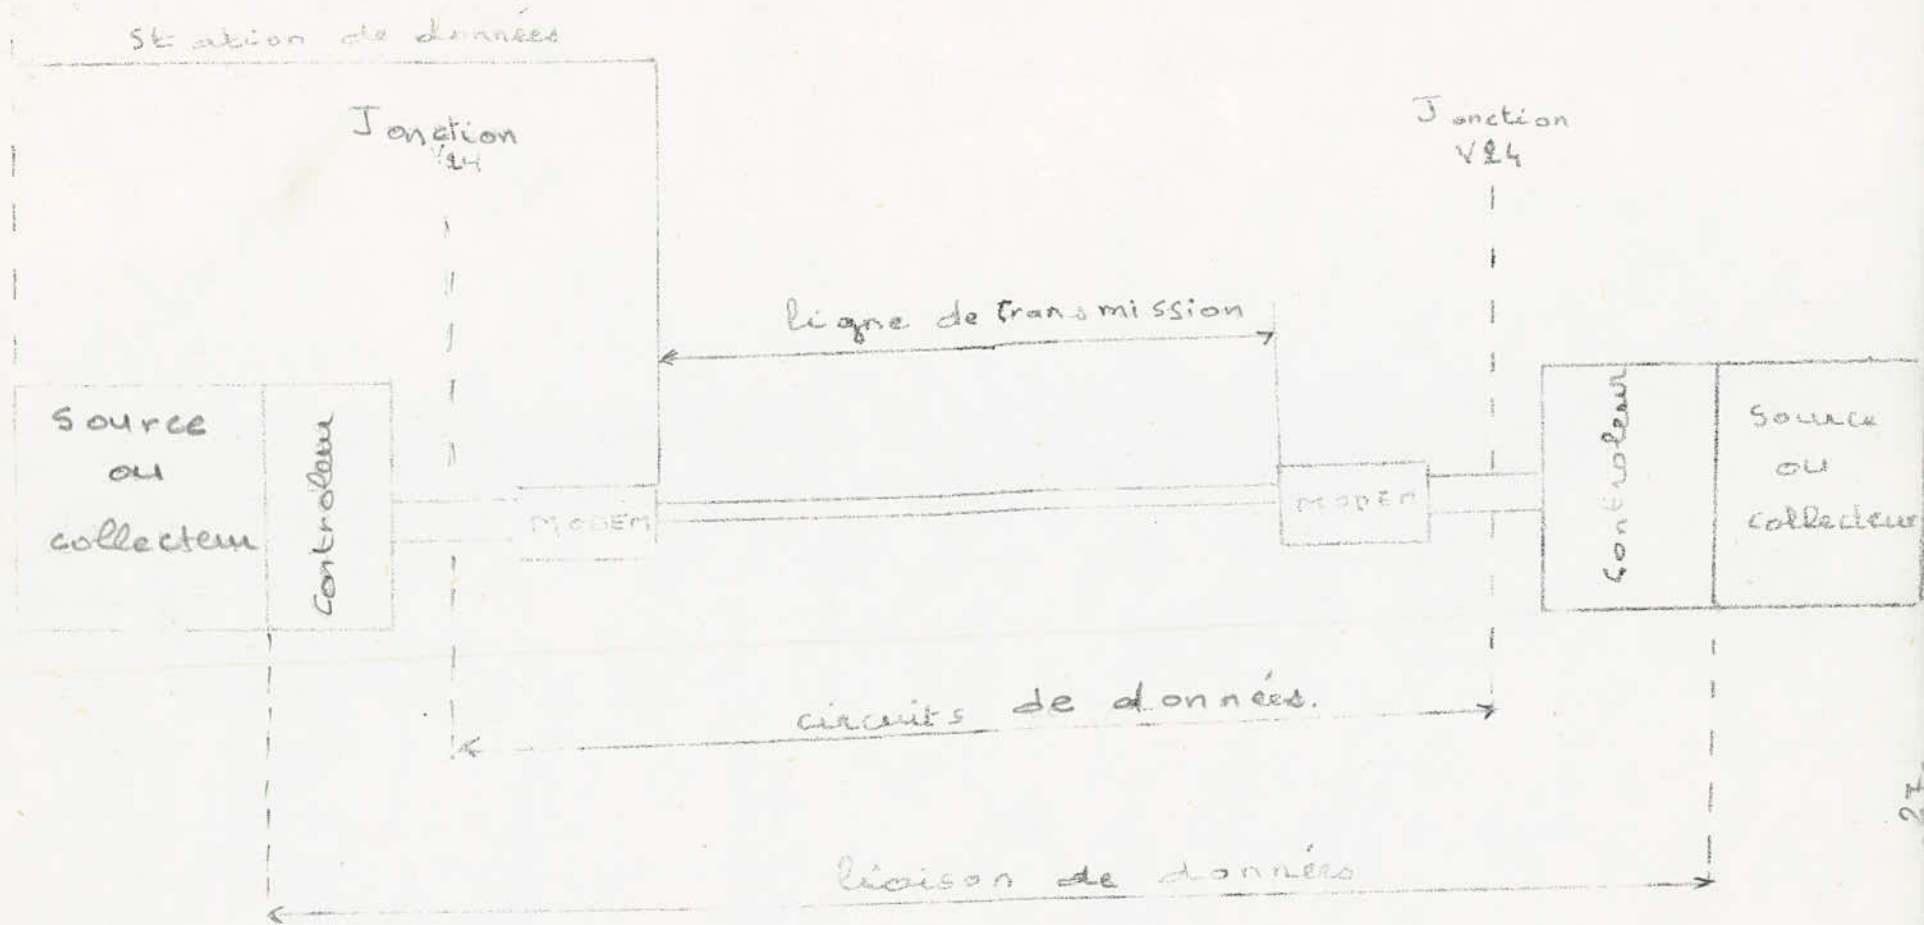 Station de données
Jonction
V24
Jonction
V24
ligne de transmission
Source
ou
collecteur
Contrôleur
MODEM
MODEM
Contrôleur
Source
ou
collecteur
circuits de données.
27
liaison de données